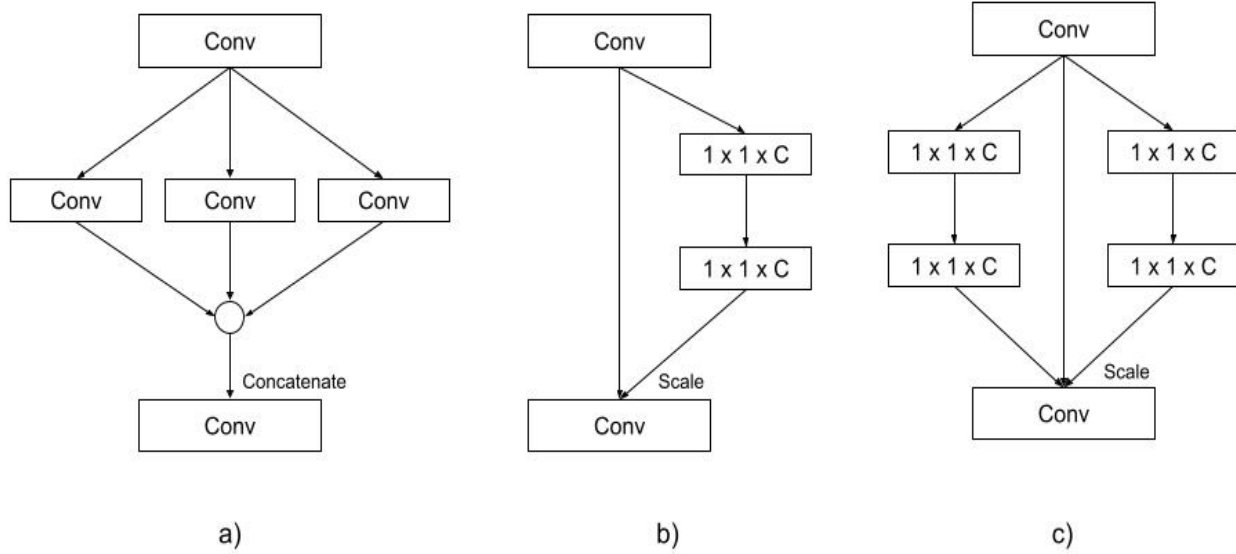 Conv
Conv
Conv
Conv
Concatenate
Conv
a)
Conv
1 x 1 x C
1 x 1 x C
Scale
Conv
b)
Conv
1 x 1 x C
1 x 1 x C
1 x 1 x C
1 x 1 x C
Scale
Conv
c)